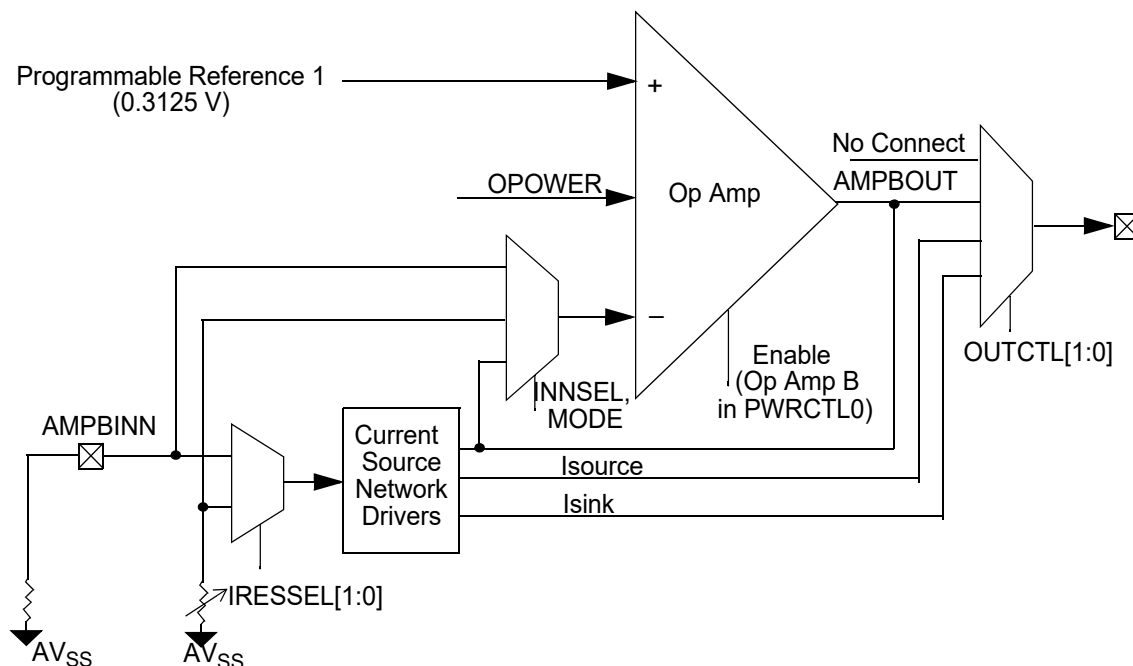 Programmable Reference 1
(0.3125 V)
+
No Connect
OPOWER
Op Amp
AMPBOUT
−
Enable
(Op Amp B
in PWRCTL0)
OUTCTL[1:0]
INNSEL,
MODE
AMPBINN
Current
Source
Network
Drivers
Isource
Isink
IRESSEL[1:0]
AVSS
AVSS